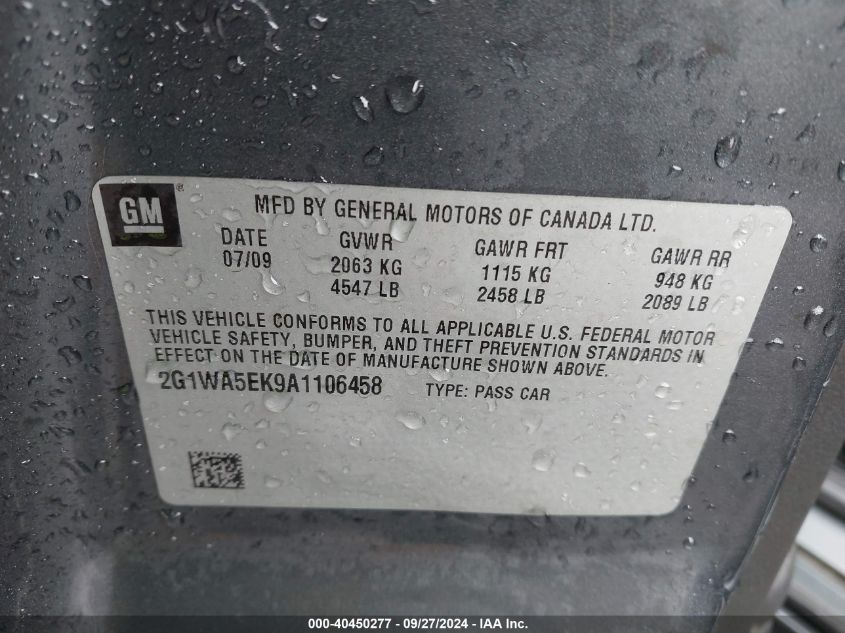 GM®
MFD BY GENERAL MOTORS OF CANADA LTD.
DATE GVWR GAWR FRT GAWR RR
07/09 2063 KG 1115 KG 948 KG
4547 LB 2458 LB 2089 LB
THIS VEHICLE CONFORMS TO ALL APPLICABLE U.S. FEDERAL MOTOR
VEHICLE SAFETY, BUMPER, AND THEFT PREVENTION STANDARDS IN
EFFECT ON THE DATE OF MANUFACTURE SHOWN ABOVE.
2G1WA5EK9A1106458 TYPE: PASS CAR
000-40450277 - 09/27/2024 - IAA Inc.